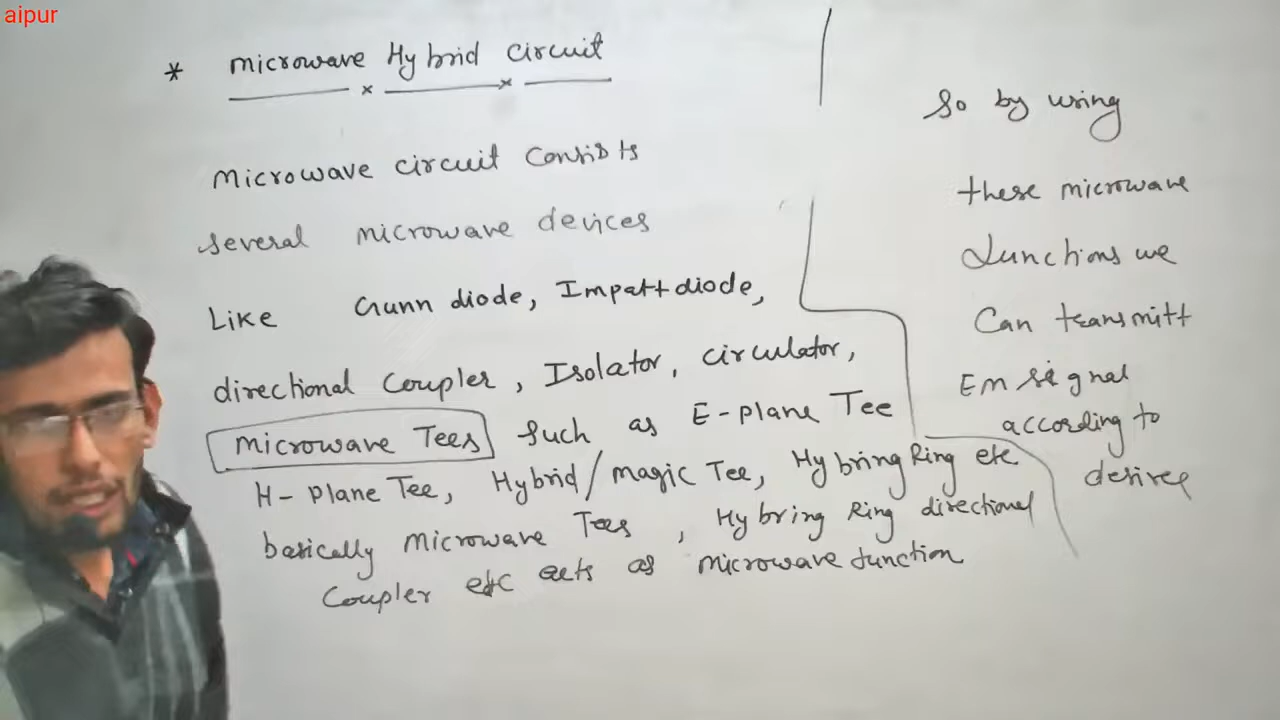 aipur
* microwave Hybrid Circuit
microwave circuit Consists
several microwave devices
Like Gunn diode, Impatt diode,
directional Coupler, Isolator, circulator,
microwave Tees such as E-plane Tee
H-plane Tee, Hybrid/magic Tee, Hybring Ring etc
basically microwave Tees, Hybring Ring directional
Coupler etc acts as microwave Junction
So by using
these microwave
Junctions we
Can transmitt
Em signal
according to
desiree